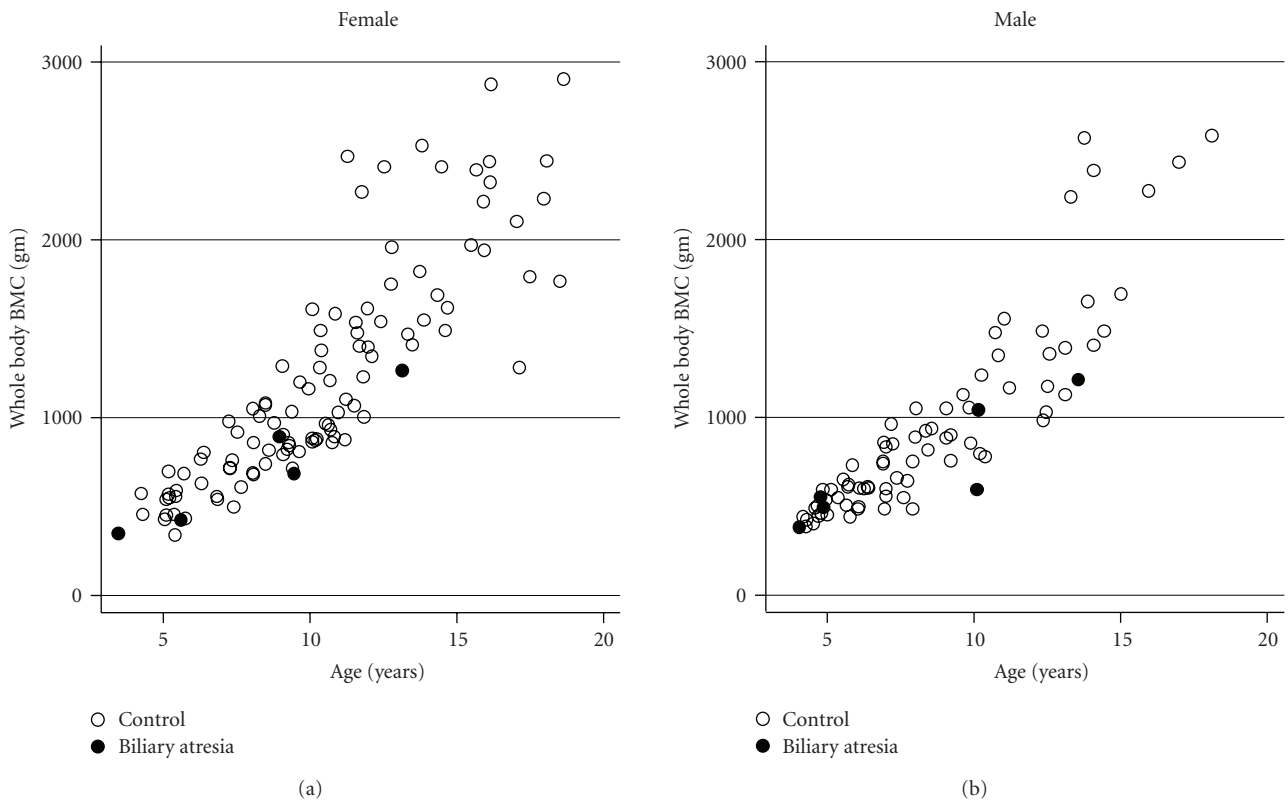 Female
3000
2000
1000
0
Whole body BMC (gm)
5
10
15
20
Age (years)
Control
Biliary atresia
(a)
Male
3000
2000
1000
0
Whole body BMC (gm)
5
10
15
20
Age (years)
Control
Biliary atresia
(b)